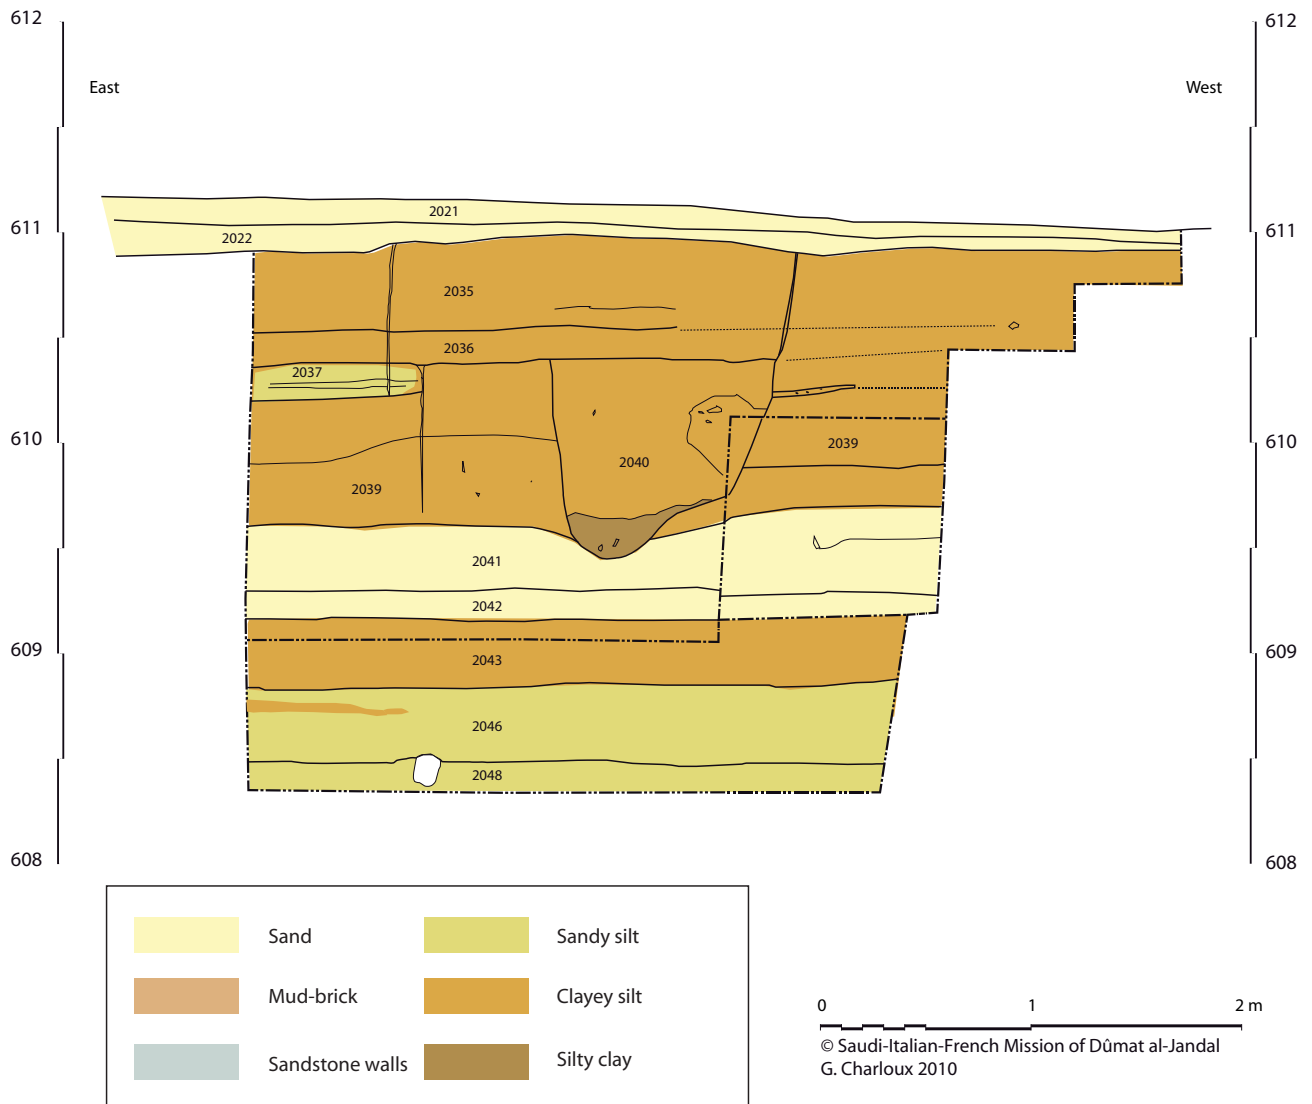 612
612
East
West
2021
611
2022
611
2035
2036
2037
610
2039
610
2040
2039
2041
2042
609
2043
609
2046
2048
608
608
Sand
Sandy silt
Mud-brick
Clayey silt
0 1 2 m
Sandstone walls
Silty clay
© Saudi-Italian-French Mission of Dûmat al-Jandal
G. Charloux 2010